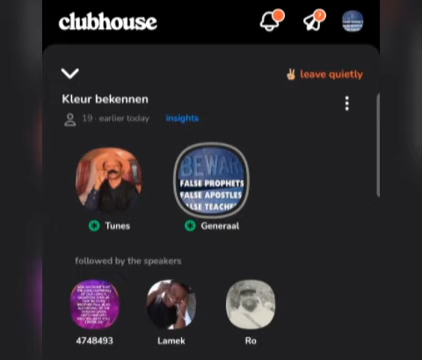 clubhouse
leave quietly
Kleur bekennen
19 · earlier today insights
BEWAR
FALSE PROPHETS
FALSE APOSTLES
LSE TEACHE
Tunes
Generaal
followed by the speakers
4748493
Lamek
Ro